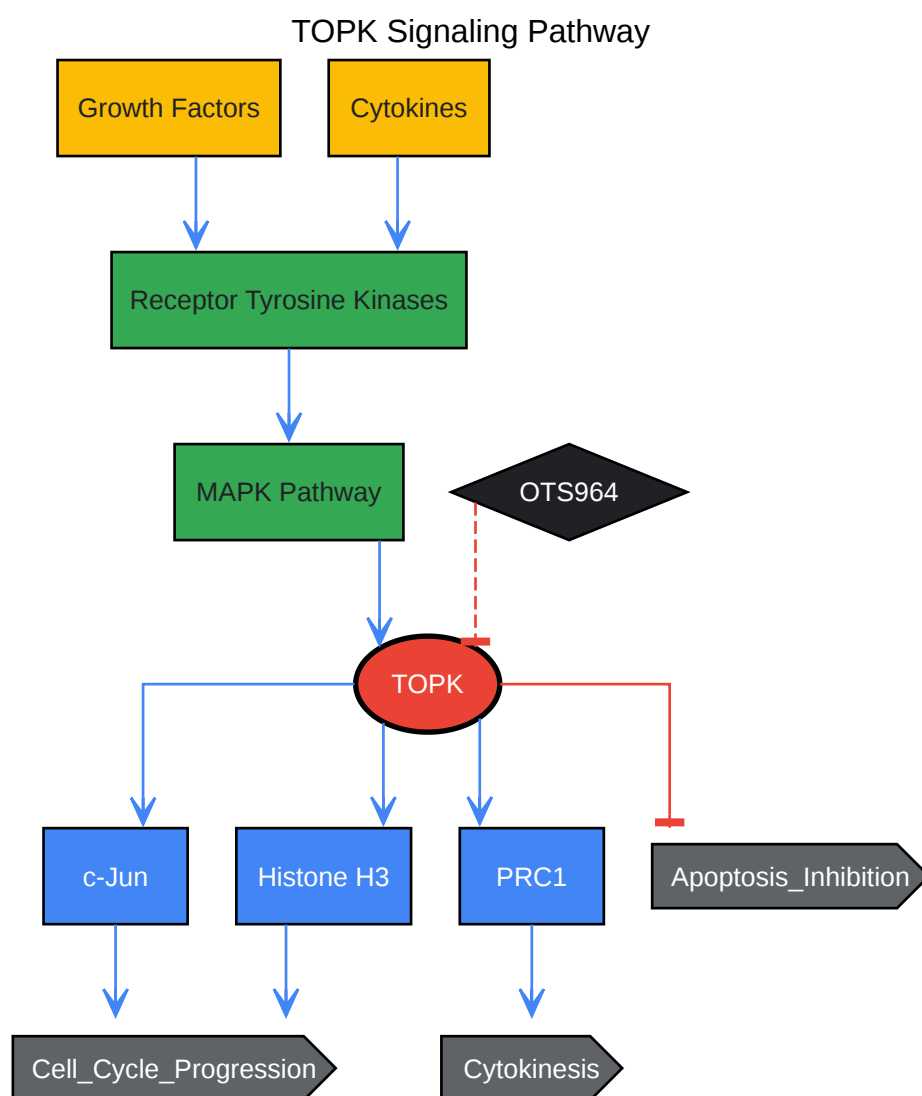 TOPK Signaling Pathway
Growth Factors
Cytokines
Receptor Tyrosine Kinases
MAPK Pathway
OTS964
TOPK
c-Jun
Histone H3
PRC1
Apoptosis_Inhibition
Cell_Cycle_Progression
Cytokinesis